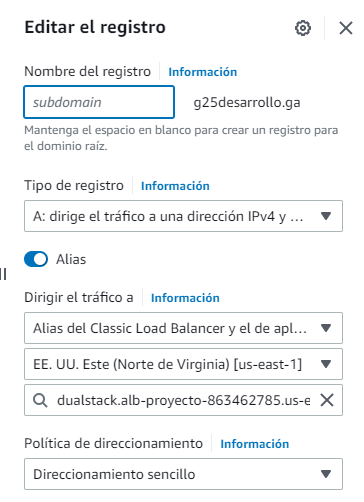 Editar el registro
Nombre del registro Información
subdomain g25desarrollo.ga
Mantenga el espacio en blanco para crear un registro para
el dominio raíz.
Tipo de registro Información
A: dirige el tráfico a una dirección IPv4 y ...
Alias
Dirigir el tráfico a Información
Alias del Classic Load Balancer y el de apl...
EE. UU. Este (Norte de Virginia) [us-east-1]
dualstack.alb-proyecto-863462785.us-e
Política de direccionamiento Información
Direccionamiento sencillo